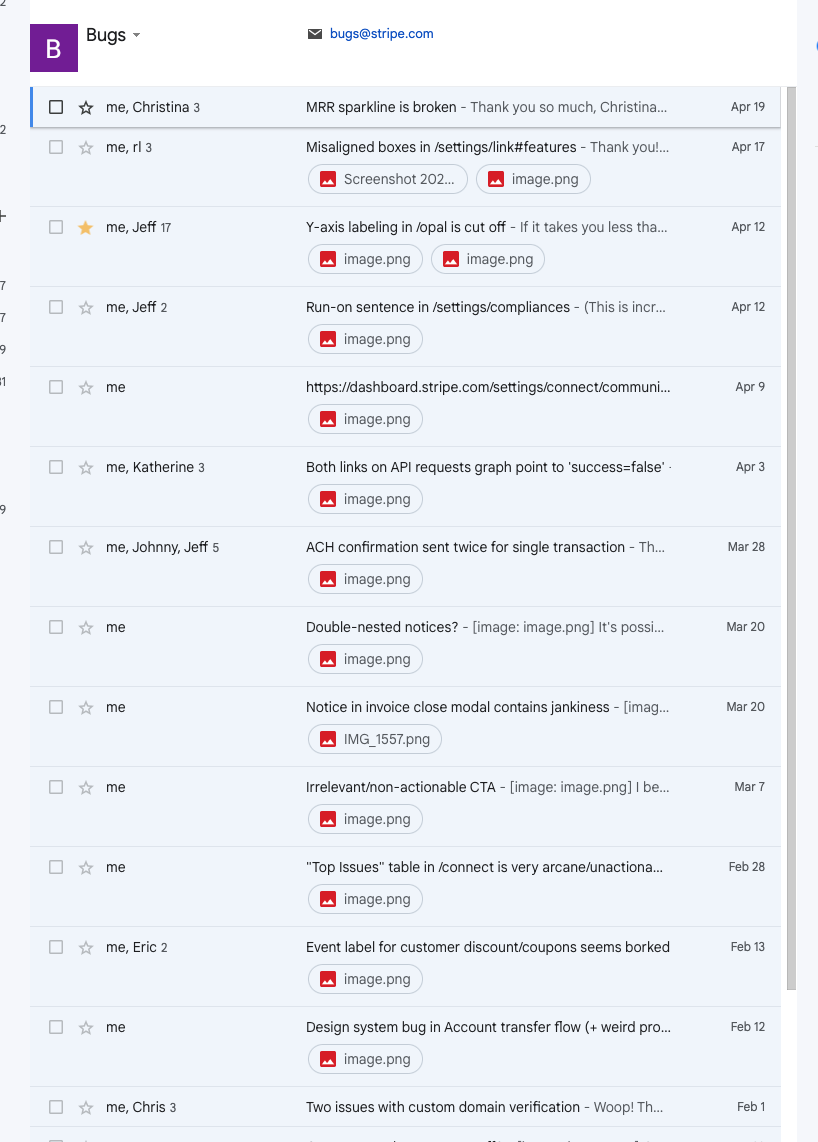 B
Bugs
bugs@stripe.com
me, Christina 3 MRR sparkline is broken - Thank you so much, Christina... Apr 19
me, rl 3 Misaligned boxes in /settings/link#features - Thank you!... Apr 17
Screenshot 202... image.png
me, Jeff 17 Y-axis labeling in /opal is cut off - If it takes you less tha... Apr 12
image.png image.png
me, Jeff 2 Run-on sentence in /settings/compliances - (This is incr... Apr 12
image.png
me https://dashboard.stripe.com/settings/connect/communi... Apr 9
image.png
me, Katherine 3 Both links on API requests graph point to 'success=false' - Apr 3
image.png
me, Johnny, Jeff 5 ACH confirmation sent twice for single transaction - Th... Mar 28
image.png
me Double-nested notices? - [image: image.png] It's possi... Mar 20
image.png
me Notice in invoice close modal contains jankiness - [imag... Mar 20
IMG_1557.png
me Irrelevant/non-actionable CTA - [image: image.png] I be... Mar 7
image.png
me "Top Issues" table in /connect is very arcane/unactiona... Feb 28
image.png
me, Eric 2 Event label for customer discount/coupons seems borked Feb 13
image.png
me Design system bug in Account transfer flow (+ weird pro... Feb 12
image.png
me, Chris 3 Two issues with custom domain verification - Woop! Th... Feb 1